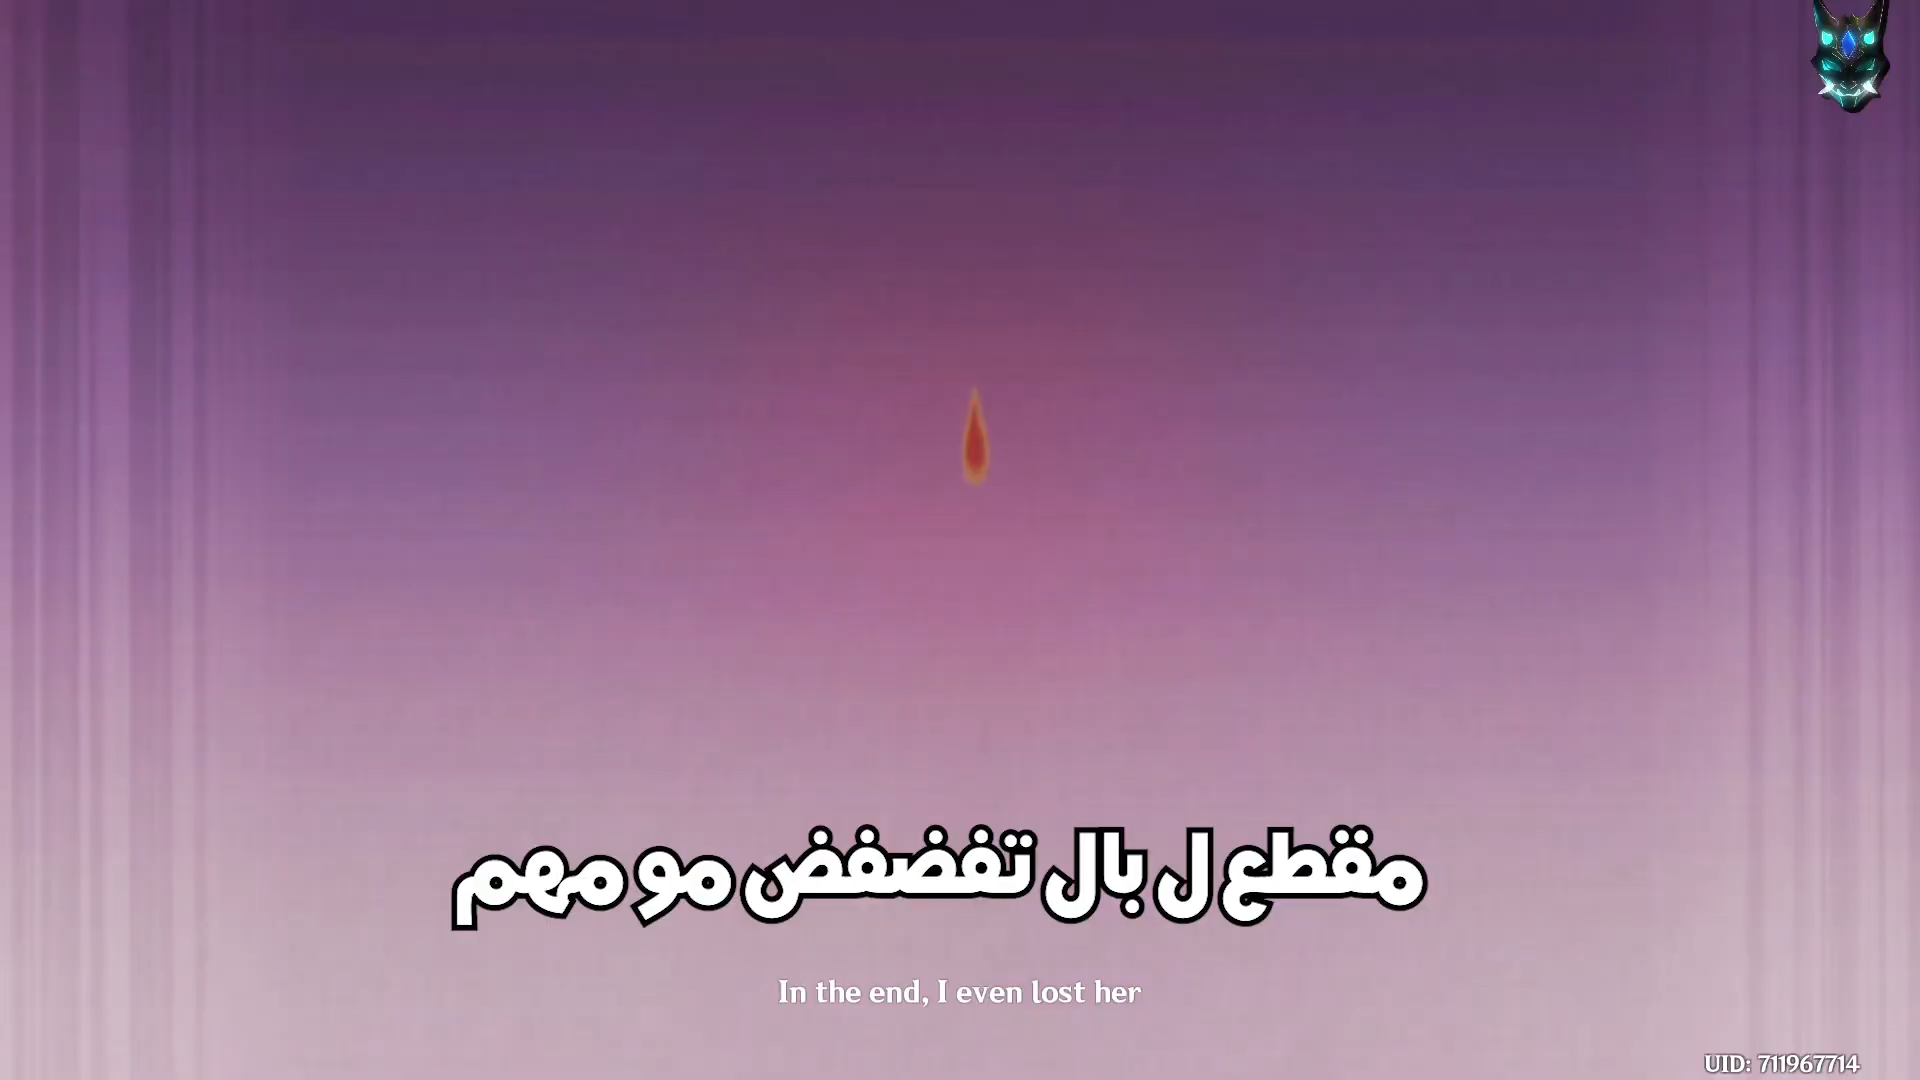 مقطع ل بال تفضفض مو مهم
In the end, I even lost her
UID: 711967714